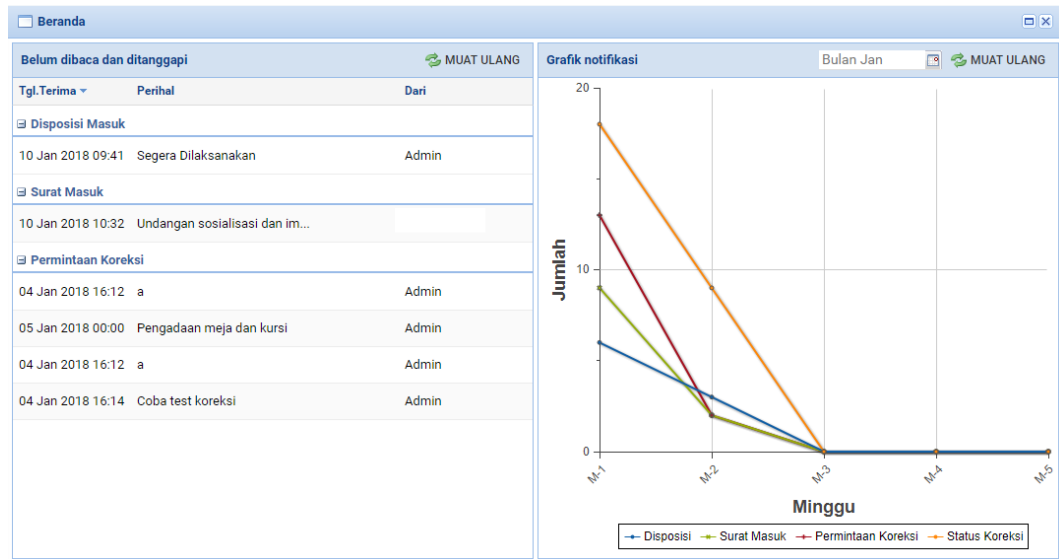 Beranda
Belum dibaca dan ditanggapi MUAT ULANG
Tgl.Terima Perihal Dari
Disposisi Masuk
10 Jan 2018 09:41 Segera Dilaksanakan Admin
Surat Masuk
10 Jan 2018 10:32 Undangan sosialisasi dan im...
Permintaan Koreksi
04 Jan 2018 16:12 a Admin
05 Jan 2018 00:00 Pengadaan meja dan kursi Admin
04 Jan 2018 16:12 a Admin
04 Jan 2018 16:14 Coba test koreksi Admin
Grafik notifikasi Bulan Jan MUAT ULANG
20
10
0
Jumlah
M-1 M-2 M-3 M-4 M-5
Minggu
Disposisi Surat Masuk Permintaan Koreksi Status Koreksi